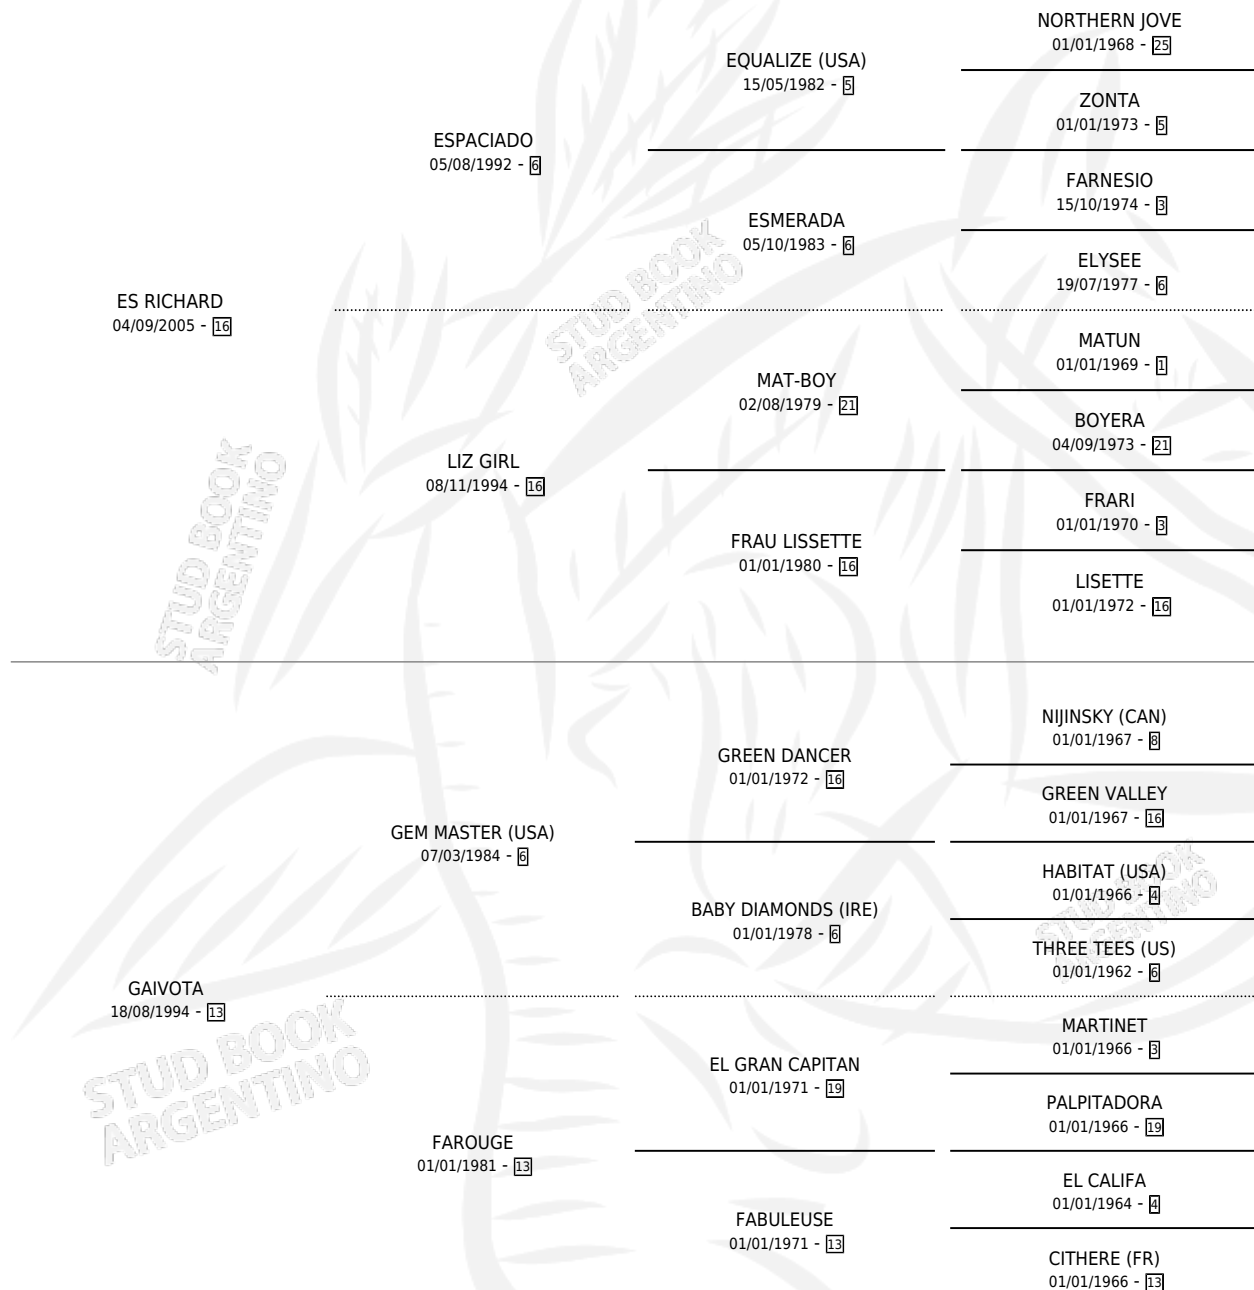 NORTHERN JOVE
01/01/1968 - 25
EQUALIZE (USA)
15/05/1982 - 5
ZONTA
01/01/1973 - 5
ESPACIADO
05/08/1992 - 6
FARNESIO
15/10/1974 - 3
ESMERADA
05/10/1983 - 6
ELYSEE
19/07/1977 - 6
ES RICHARD
04/09/2005 - 16
MATUN
01/01/1969 - 1
MAT-BOY
02/08/1979 - 21
BOYERA
04/09/1973 - 21
LIZ GIRL
08/11/1994 - 16
FRARI
01/01/1970 - 3
FRAU LISSETTE
01/01/1980 - 16
LISETTE
01/01/1972 - 16
STUD BOOK
ARGENTINO
STUD BOOK
ARGENTINO
NIJINSKY (CAN)
01/01/1967 - 8
GREEN DANCER
01/01/1972 - 16
GREEN VALLEY
01/01/1967 - 16
GEM MASTER (USA)
07/03/1984 - 6
HABITAT (USA)
01/01/1966 - 4
BABY DIAMONDS (IRE)
01/01/1978 - 6
THREE TEES (US)
01/01/1962 - 6
GAIVOTA
18/08/1994 - 13
MARTINET
01/01/1966 - 3
EL GRAN CAPITAN
01/01/1971 - 19
PALPITADORA
01/01/1966 - 19
FAROUGE
01/01/1981 - 13
EL CALIFA
01/01/1964 - 4
FABULEUSE
01/01/1971 - 13
CITHERE (FR)
01/01/1966 - 13
STUD BOOK
ARGENTINO
STUD BOOK
ARGENTINO